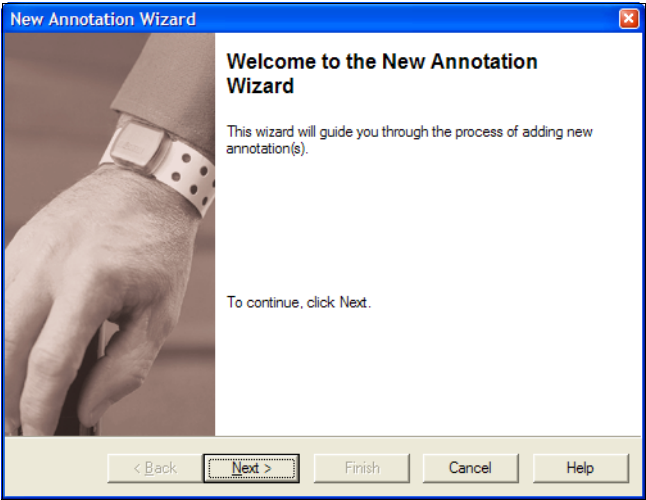 New Annotation Wizard
Welcome to the New Annotation
Wizard
This wizard will guide you through the process of adding new
annotation(s).
To continue, click Next.
< Back
Next >
Finish
Cancel
Help